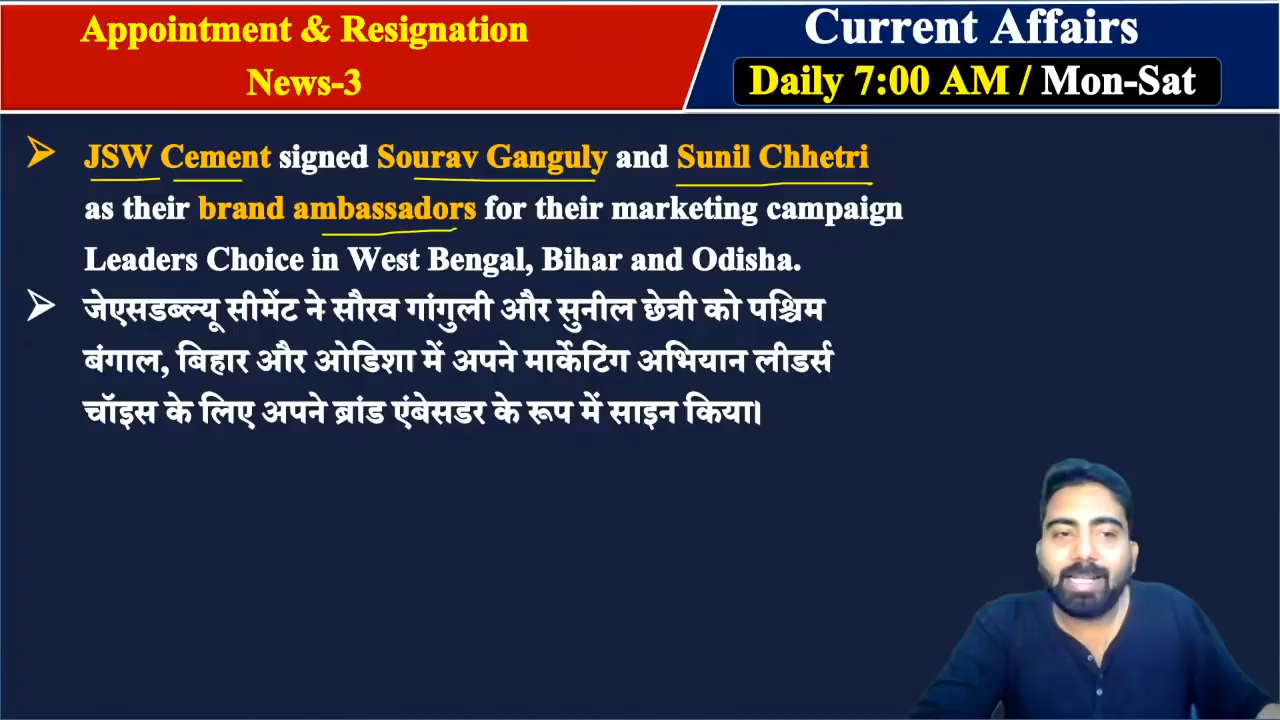 Appointment & Resignation
News-3
Current Affairs
Daily 7:00 AM / Mon-Sat
JSW Cement signed Sourav Ganguly and Sunil Chhetri
as their brand ambassadors for their marketing campaign
Leaders Choice in West Bengal, Bihar and Odisha.
जेएसडब्ल्यू सीमेंट ने सौरव गांगुली और सुनील छेत्री को पश्चिम
बंगाल, बिहार और ओडिशा में अपने मार्केटिंग अभियान लीडर्स
चॉइस के लिए अपने ब्रांड एंबेसडर के रूप में साइन किया।